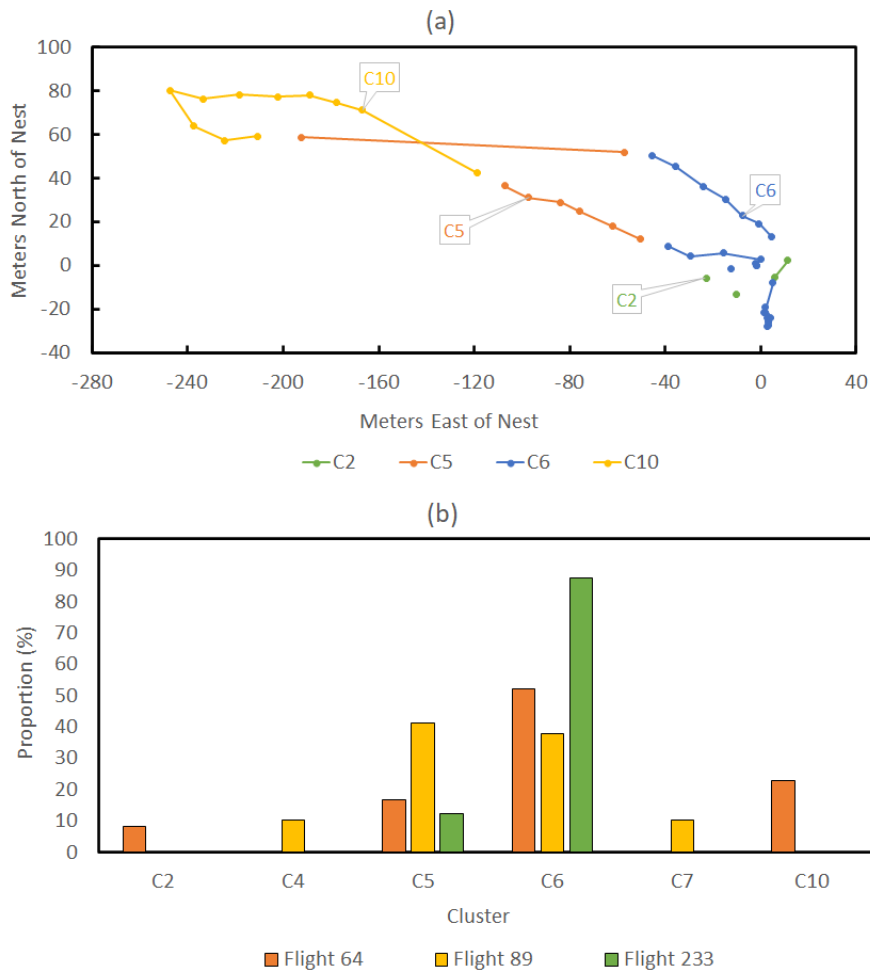 (a)
100
80
60
40
20
0
-20
-40
Meters North of Nest
C10
C6
C5
C2
-280 -240 -200 -160 -120 -80 -40 0 40
Meters East of Nest
C2 C5 C6 C10
(b)
100
90
80
70
60
50
40
30
20
10
0
Proportion (%)
C2 C4 C5 C6 C7 C10
Cluster
Flight 64 Flight 89 Flight 233